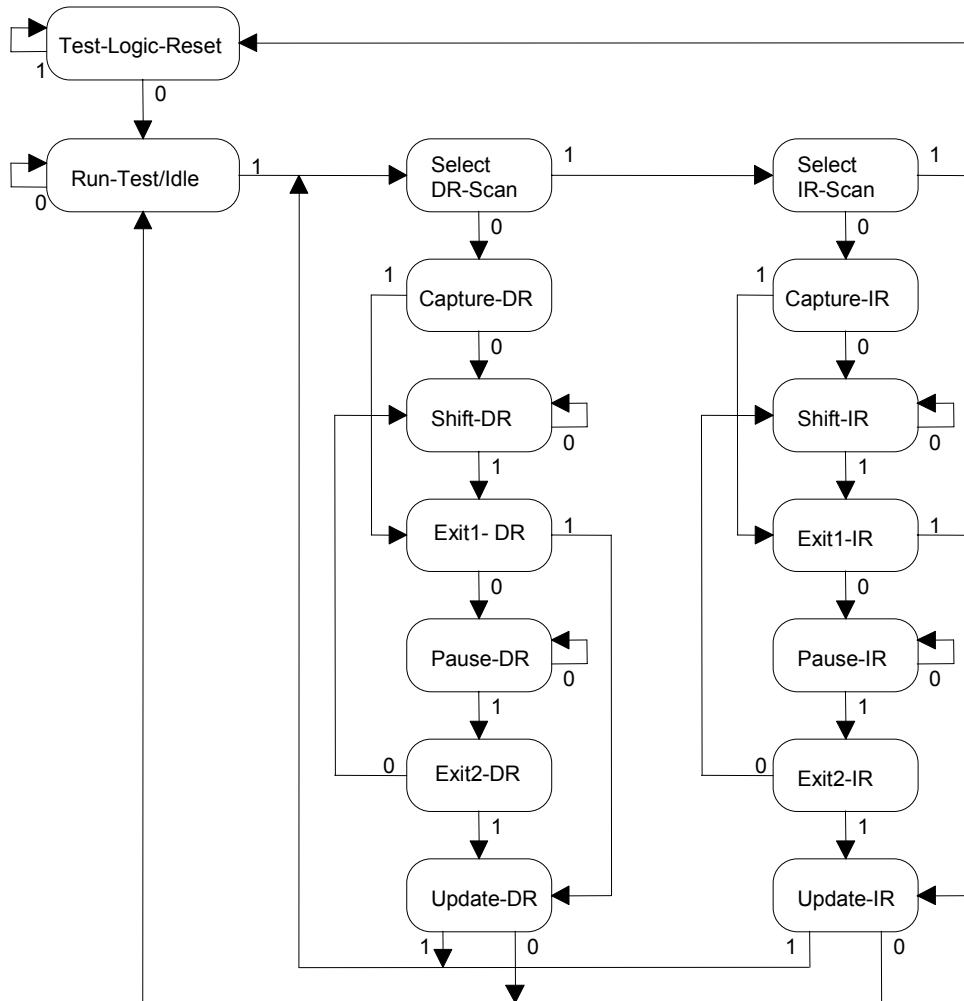 Test-Logic-Reset
1
0
Run-Test/Idle
1
0
Select
DR-Scan
1
0
Select
IR-Scan
1
0
1
Capture-DR
0
1
Capture-IR
0
Shift-DR
0
1
Shift-IR
0
1
Exit1- DR
1
0
Exit1-IR
1
0
Pause-DR
0
1
Pause-IR
0
1
0
Exit2-DR
1
0
Exit2-IR
1
Update-DR
1
0
Update-IR
1
0